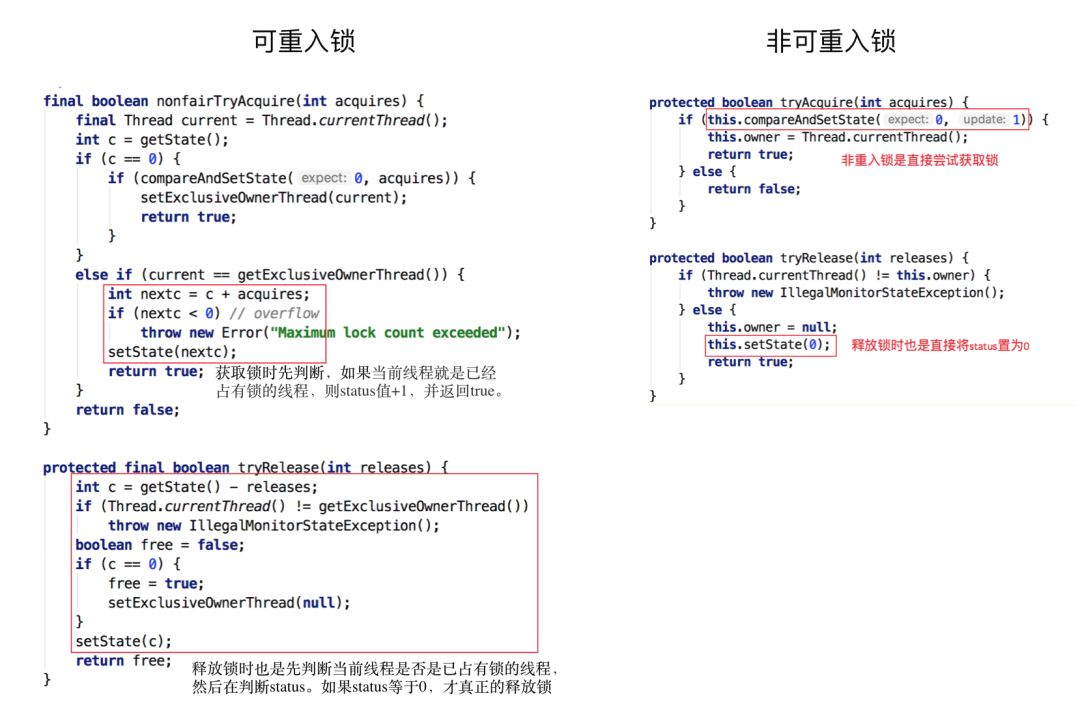 可重入锁
final boolean nonfairTryAcquire(int acquires) {
final Thread current = Thread.currentThread();
int c = getState();
if (c == 0) {
if (compareAndSetState( expect: 0, acquires)) {
setExclusiveOwnerThread(current);
return true;
}
}
else if (current == getExclusiveOwnerThread()) {
int nextc = c + acquires;
if (nextc < 0) // overflow
throw new Error("Maximum lock count exceeded");
setState(nextc);
return true;
获取锁时先判断，如果当前线程就是已经
占有锁的线程，则status值+1，并返回true。
}
return false;
}
protected final boolean tryRelease(int releases) {
int c = getState() - releases;
if (Thread.currentThread() != getExclusiveOwnerThread())
throw new IllegalMonitorStateException();
boolean free = false;
if (c == 0) {
free = true;
setExclusiveOwnerThread(null);
}
setState(c);
return free;
}
释放锁时也是先判断当前线程是否是已占有锁的线程，
然后在判断status。如果status等于0，才真正的释放锁
非可重入锁
protected boolean tryAcquire(int acquires) {
if (this.compareAndSetState( expect: 0, update: 1)) {
this.owner = Thread.currentThread();
return true;
非重入锁是直接尝试获取锁
} else {
return false;
}
}
protected boolean tryRelease(int releases) {
if (Thread.currentThread() != this.owner) {
throw new IllegalMonitorStateException();
} else {
this.owner = null;
this.setState(0);
释放锁时也是直接将status置为0
return true;
}
}